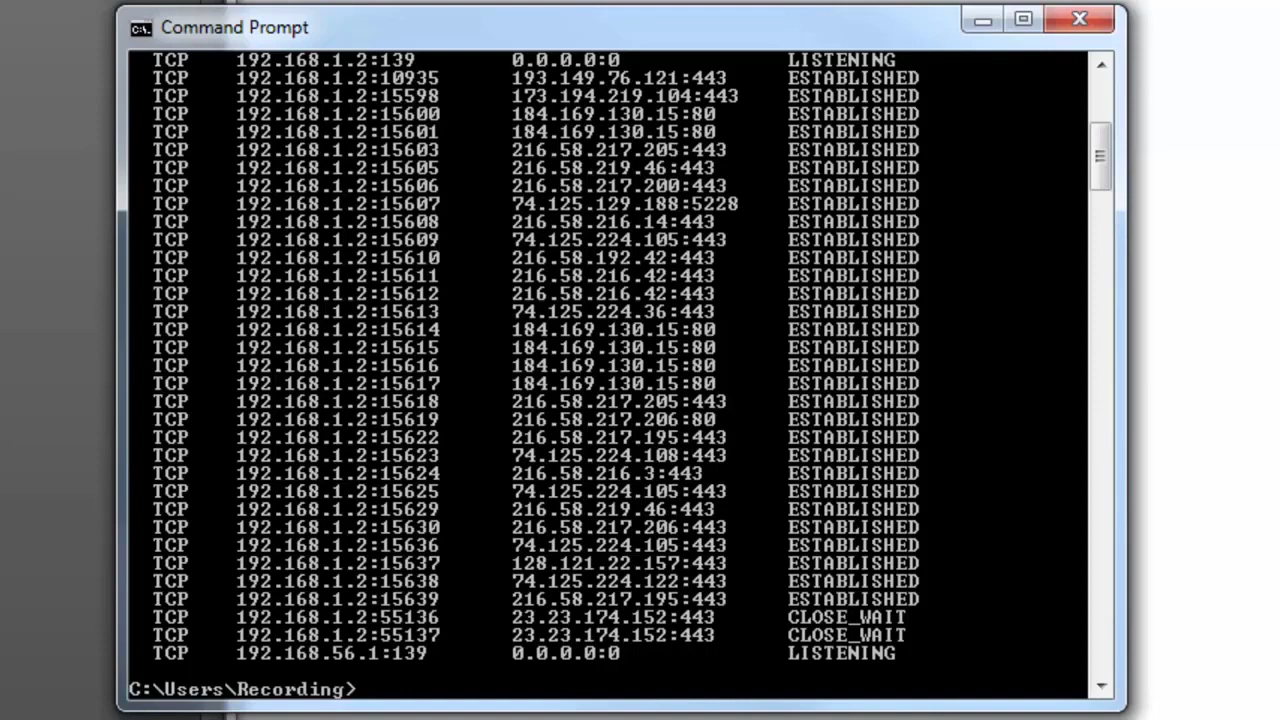 Command Prompt
TCP 192.168.1.2:139 0.0.0.0:0 LISTENING
TCP 192.168.1.2:10935 193.149.76.121:443 ESTABLISHED
TCP 192.168.1.2:15598 173.194.219.104:443 ESTABLISHED
TCP 192.168.1.2:15600 184.169.130.15:80 ESTABLISHED
TCP 192.168.1.2:15601 184.169.130.15:80 ESTABLISHED
TCP 192.168.1.2:15603 216.58.217.205:443 ESTABLISHED
TCP 192.168.1.2:15605 216.58.219.46:443 ESTABLISHED
TCP 192.168.1.2:15606 216.58.217.200:443 ESTABLISHED
TCP 192.168.1.2:15607 74.125.129.188:5228 ESTABLISHED
TCP 192.168.1.2:15608 216.58.216.14:443 ESTABLISHED
TCP 192.168.1.2:15609 74.125.224.105:443 ESTABLISHED
TCP 192.168.1.2:15610 216.58.192.42:443 ESTABLISHED
TCP 192.168.1.2:15611 216.58.216.42:443 ESTABLISHED
TCP 192.168.1.2:15612 216.58.216.42:443 ESTABLISHED
TCP 192.168.1.2:15613 74.125.224.36:443 ESTABLISHED
TCP 192.168.1.2:15614 184.169.130.15:80 ESTABLISHED
TCP 192.168.1.2:15615 184.169.130.15:80 ESTABLISHED
TCP 192.168.1.2:15616 184.169.130.15:80 ESTABLISHED
TCP 192.168.1.2:15617 184.169.130.15:80 ESTABLISHED
TCP 192.168.1.2:15618 216.58.217.205:443 ESTABLISHED
TCP 192.168.1.2:15619 216.58.217.206:80 ESTABLISHED
TCP 192.168.1.2:15622 216.58.217.195:443 ESTABLISHED
TCP 192.168.1.2:15623 74.125.224.108:443 ESTABLISHED
TCP 192.168.1.2:15624 216.58.216.3:443 ESTABLISHED
TCP 192.168.1.2:15625 74.125.224.105:443 ESTABLISHED
TCP 192.168.1.2:15629 216.58.219.46:443 ESTABLISHED
TCP 192.168.1.2:15630 216.58.217.206:443 ESTABLISHED
TCP 192.168.1.2:15636 74.125.224.105:443 ESTABLISHED
TCP 192.168.1.2:15637 128.121.22.157:443 ESTABLISHED
TCP 192.168.1.2:15638 74.125.224.122:443 ESTABLISHED
TCP 192.168.1.2:15639 216.58.217.195:443 ESTABLISHED
TCP 192.168.1.2:55136 23.23.174.152:443 CLOSE_WAIT
TCP 192.168.1.2:55137 23.23.174.152:443 CLOSE_WAIT
TCP 192.168.56.1:139 0.0.0.0:0 LISTENING
C:\Users\Recording>